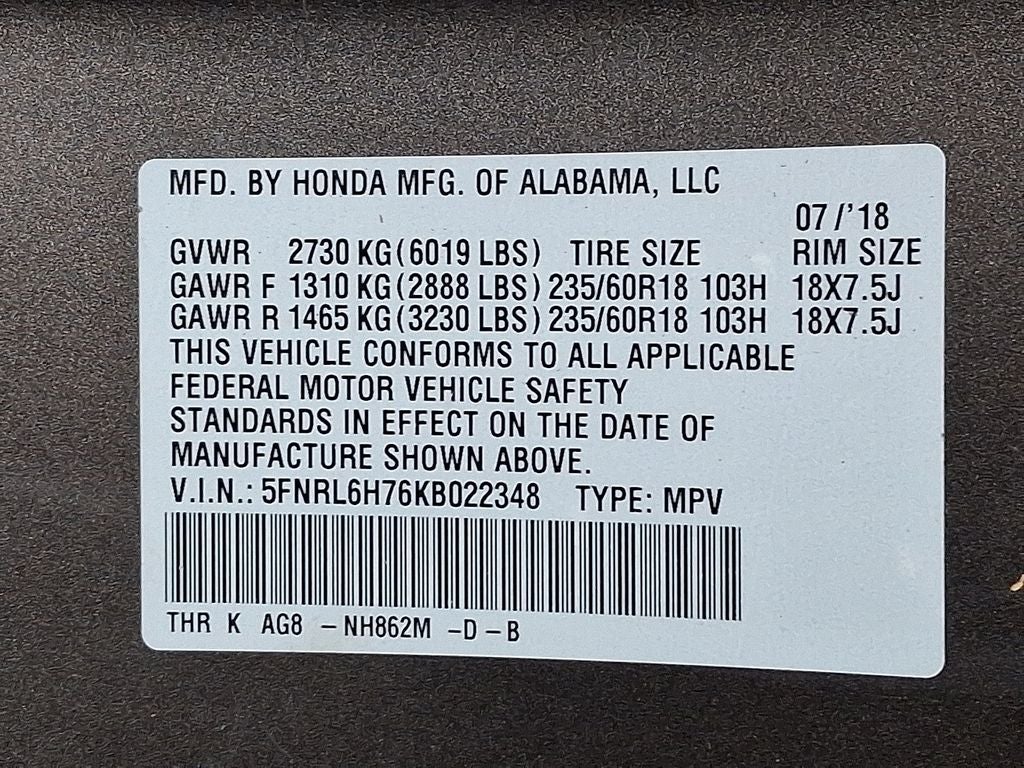 MFD. BY HONDA MFG. OF ALABAMA, LLC
07/'18
GVWR 2730 KG(6019 LBS) TIRE SIZE RIM SIZE
GAWR F 1310 KG(2888 LBS) 235/60R18 103H 18X7.5J
GAWR R 1465 KG(3230 LBS) 235/60R18 103H 18X7.5J
THIS VEHICLE CONFORMS TO ALL APPLICABLE
FEDERAL MOTOR VEHICLE SAFETY
STANDARDS IN EFFECT ON THE DATE OF
MANUFACTURE SHOWN ABOVE.
V.I.N.: 5FNRL6H76KB022348 TYPE: MPV
THR K AG8 - NH862M - D - B